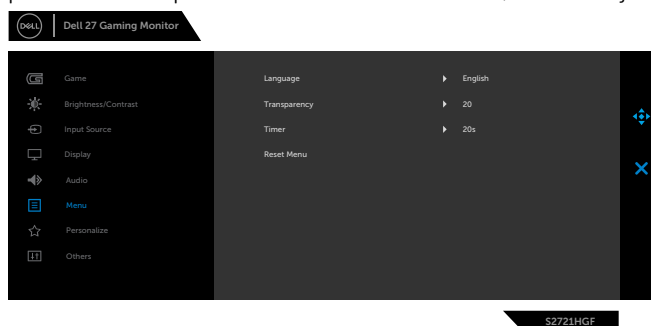 DELL
Dell 27 Gaming Monitor
Game
Language
English
Brightness/Contrast
Transparency
20
Input Source
Timer
20s
Display
Reset Menu
Audio
Menu
Personalize
Others
S2721HGF